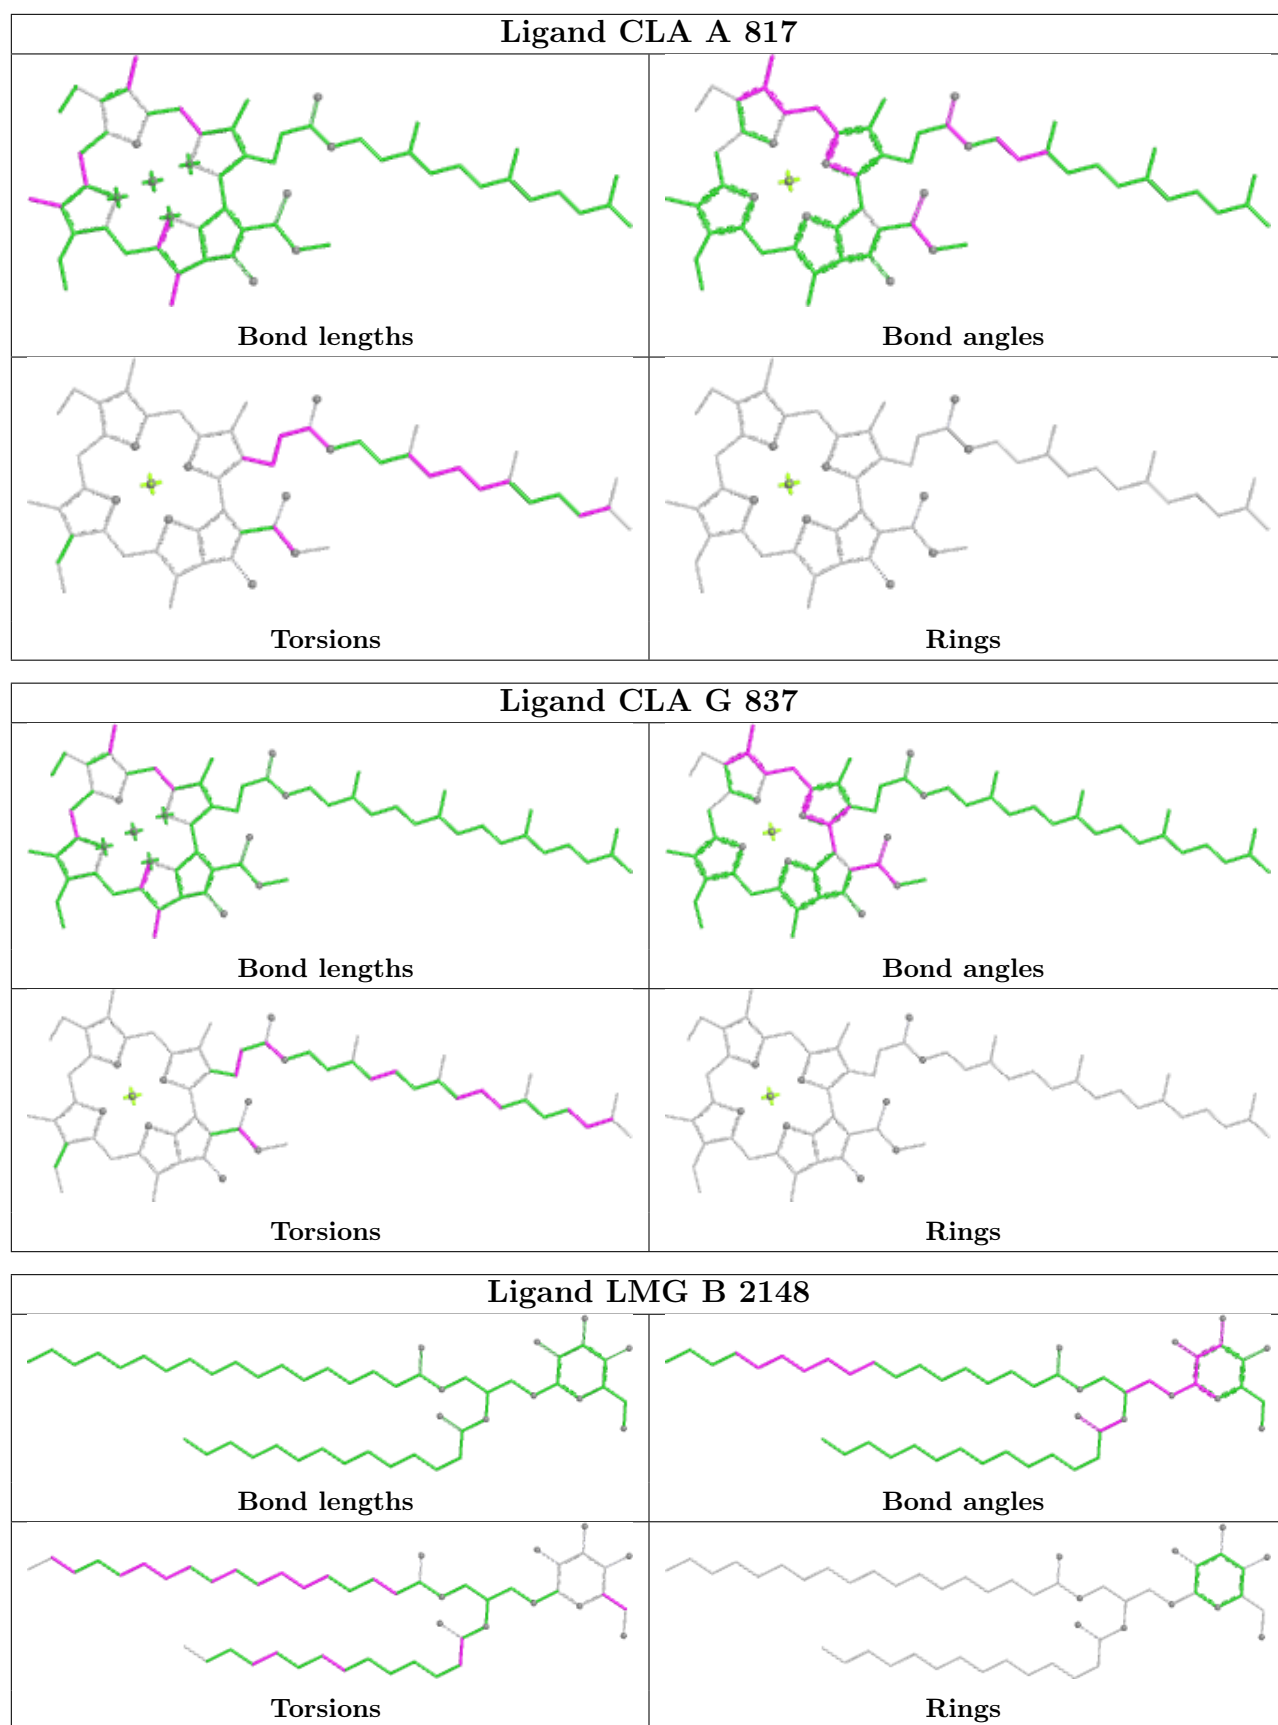 Ligand CLA A 817
Bond lengths
Bond angles
Torsions
Rings
Ligand CLA G 837
Bond lengths
Bond angles
Torsions
Rings
Ligand LMG B 2148
Bond lengths
Bond angles
Torsions
Rings